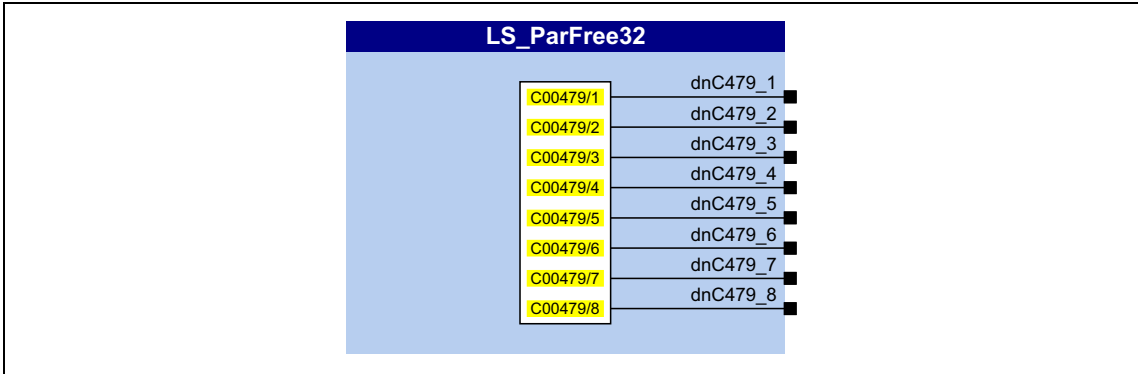 LS_ParFree32
C00479/1 dnC479_1
C00479/2 dnC479_2
C00479/3 dnC479_3
C00479/4 dnC479_4
C00479/5 dnC479_5
C00479/6 dnC479_6
C00479/7 dnC479_7
C00479/8 dnC479_8